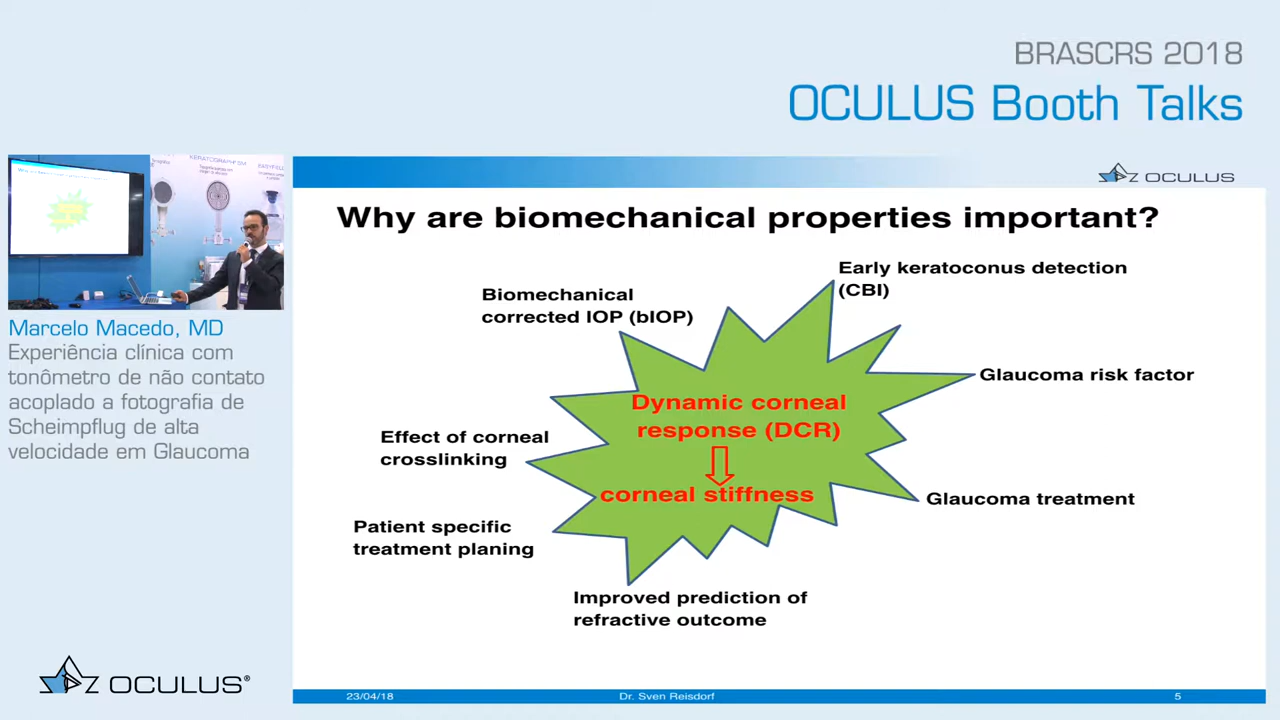 BRASCRS 2018
OCULUS Booth Talks
KERATOGRAPH 5M
OCULUS
Why are biomechanical properties important?
Early keratoconus detection
(CBI)
Biomechanical
corrected IOP (bIOP)
Glaucoma risk factor
Dynamic corneal
response (DCR)
Effect of corneal
crosslinking
corneal stiffness
Glaucoma treatment
Patient specific
treatment planing
Improved prediction of
refractive outcome
Marcelo Macedo, MD
Experiência clínica com
tonômetro de não contato
acoplado a fotografia de
Scheimpflug de alta
velocidade em Glaucoma
OCULUS®
23/04/18
Dr. Sven Reisdorf
5